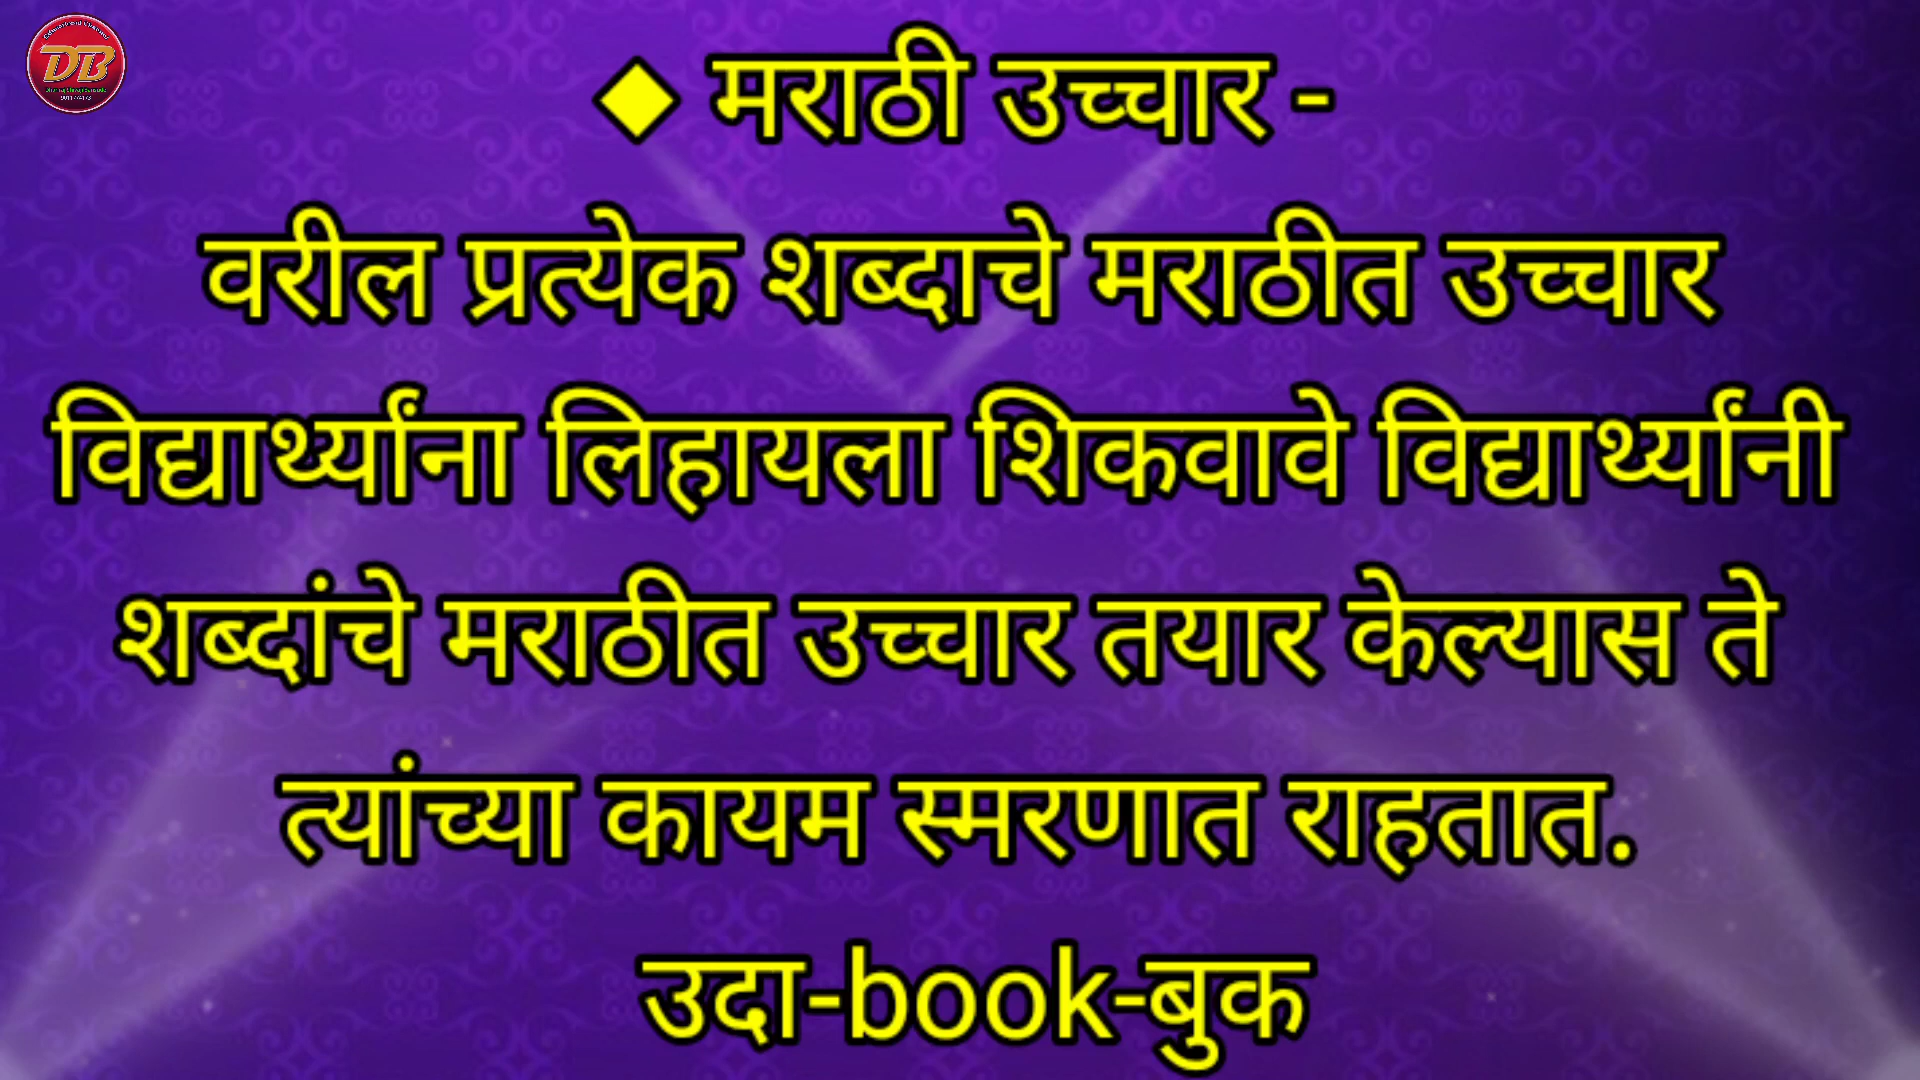 DB
◆ मराठी उच्चार -
वरील प्रत्येक शब्दाचे मराठीत उच्चार
विद्यार्थ्यांना लिहायला शिकवावे विद्यार्थ्यांनी
शब्दांचे मराठीत उच्चार तयार केल्यास ते
त्यांच्या कायम स्मरणात राहतात.
उदा-book-बुक